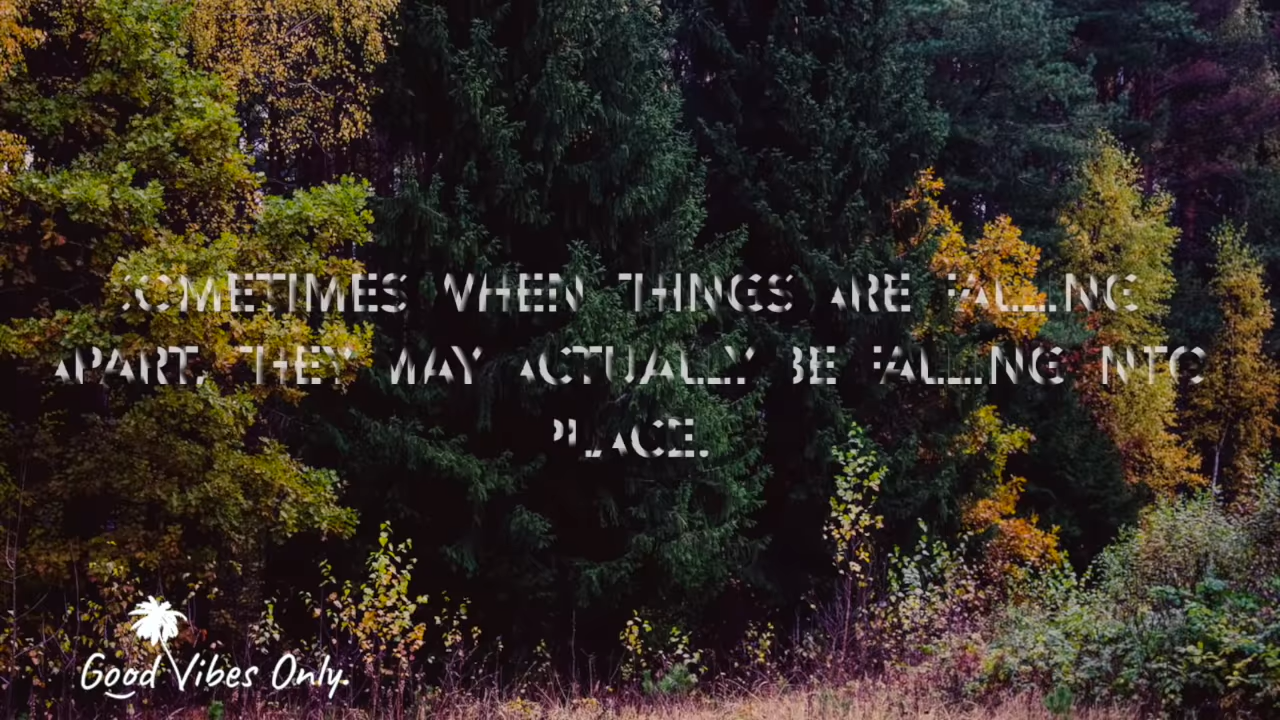 SOMETIMES WHEN THINGS ARE FALLING
APART, THEY MAY ACTUALLY BE FALLING INTO
PLACE.
Good Vibes Only.